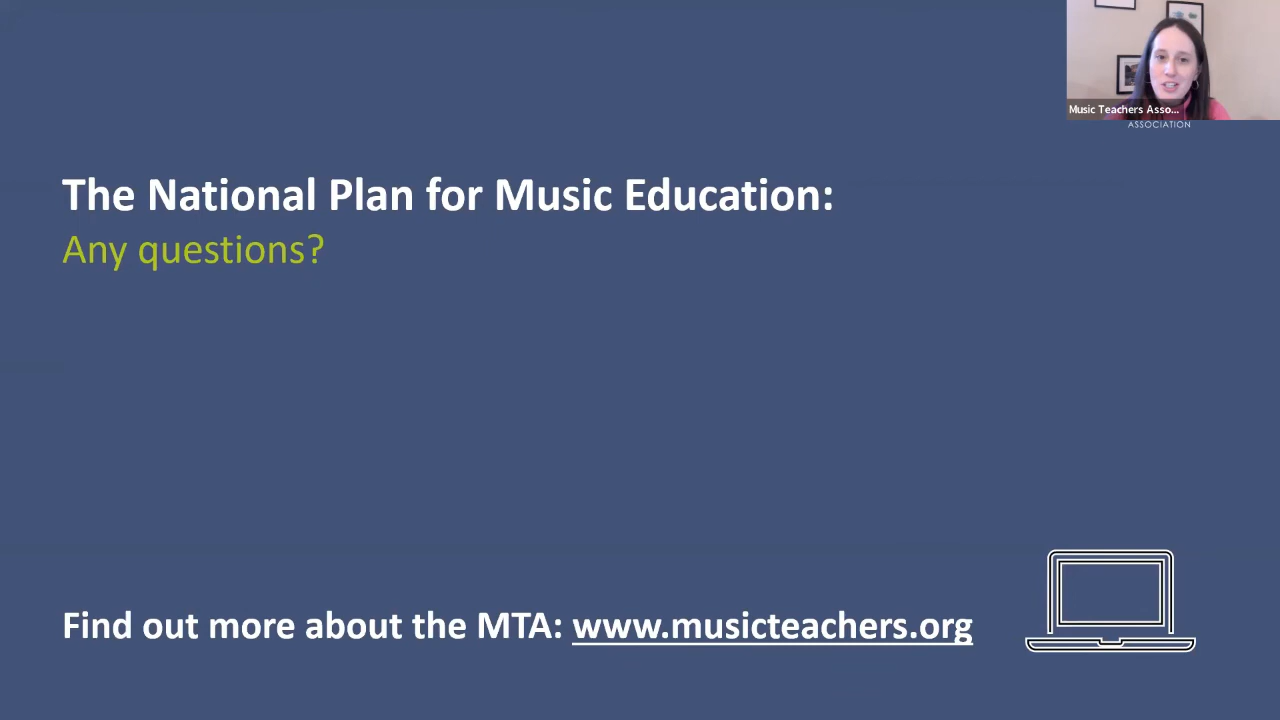 Music Teachers Asso...
ASSOCIATION
The National Plan for Music Education:
Any questions?
Find out more about the MTA: www.musicteachers.org